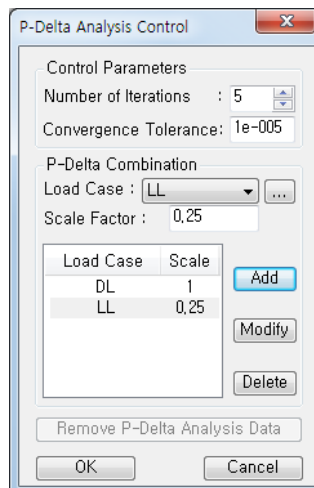 P-Delta Analysis Control
Control Parameters
Number of Iterations : 5
Convergence Tolerance: 1e-005
P-Delta Combination
Load Case : LL ...
Scale Factor : 0,25
Load Case Scale
DL 1
LL 0,25
Add
Modify
Delete
Remove P-Delta Analysis Data
OK Cancel